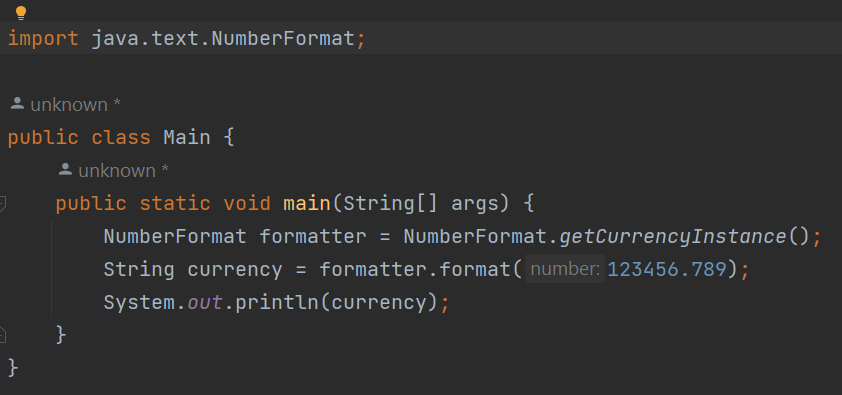 import java.text.NumberFormat;
unknown *
public class Main {
unknown *
public static void main(String[] args) {
NumberFormat formatter = NumberFormat.getCurrencyInstance();
String currency = formatter.format( number: 123456.789);
System.out.println(currency);
}
}